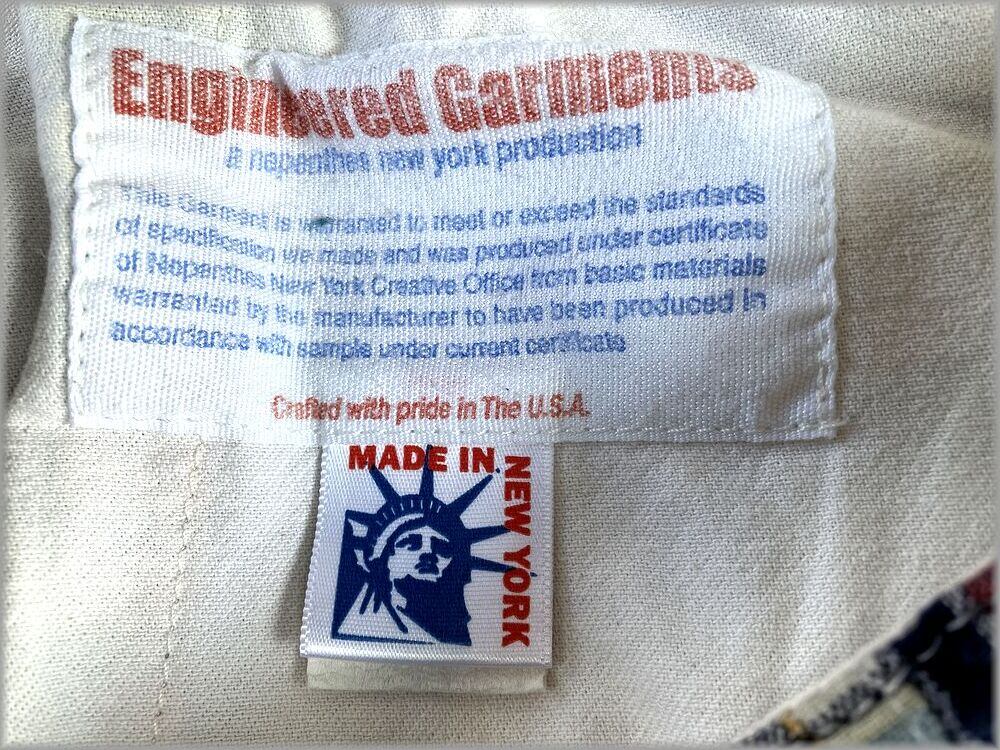 Engineered Garments
a nepenthes new york production
This Garment is warranted to meet or exceed the standards
of specification we made and was produced under certificate
of Nepenthes New York Creative Office from basic materials
warranted by the manufacturer to have been produced in
accordance with sample under current certificate
Crafted with pride in The U.S.A.
MADE IN
NEW YORK